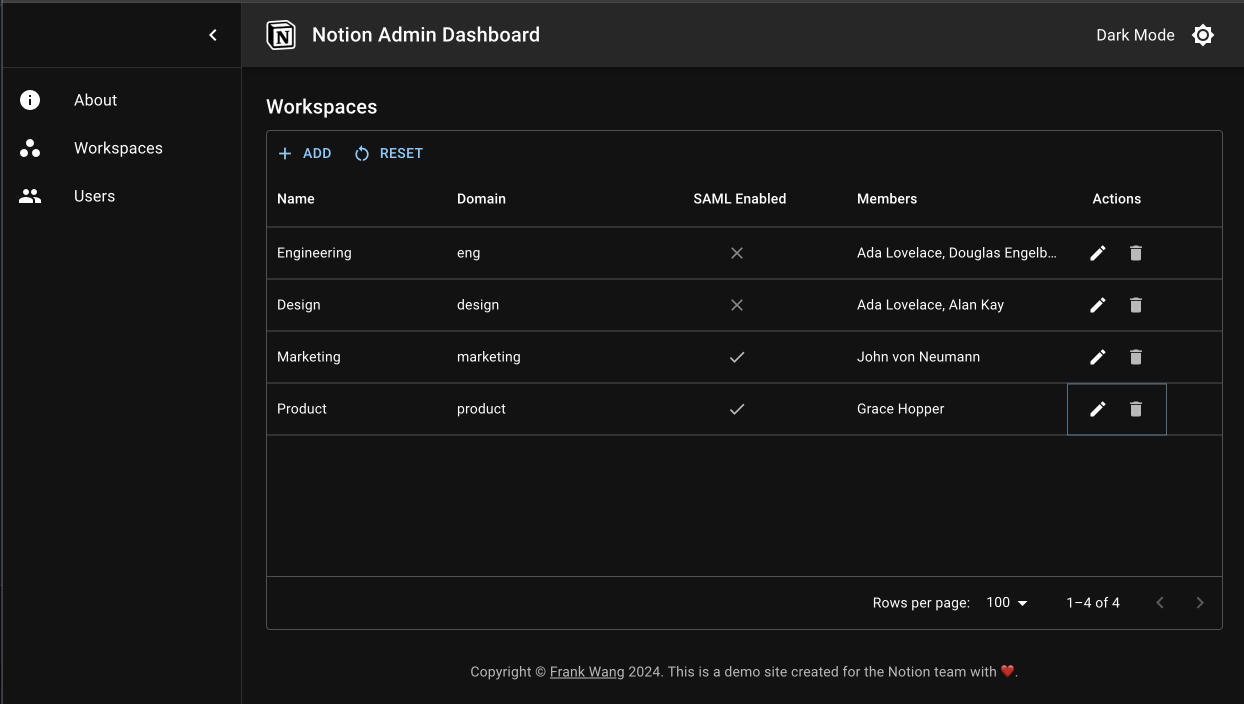 Notion Admin Dashboard
Dark Mode
About
Workspaces
Users
Workspaces
ADD RESET
Name Domain SAML Enabled Members Actions
Engineering eng Ada Lovelace, Douglas Engelb...
Design design Ada Lovelace, Alan Kay
Marketing marketing John von Neumann
Product product Grace Hopper
Rows per page: 100 1–4 of 4
Copyright © Frank Wang 2024. This is a demo site created for the Notion team with ❤️.